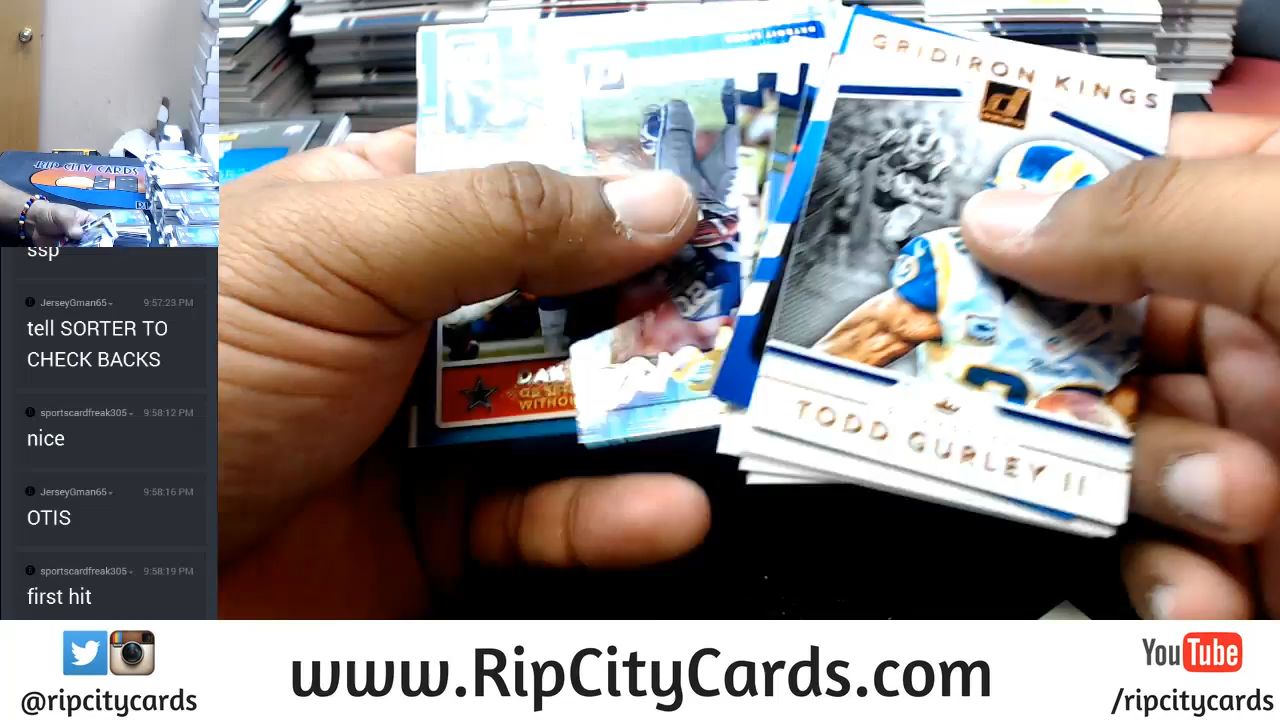 RIP CITY CARDS
ssp
JerseyGman65
9:57:23 PM
tell SORTER TO
CHECK BACKS
sportscardfreak305
9:58:12 PM
nice
JerseyGman65
9:58:16 PM
OTIS
sportscardfreak305
9:58:19 PM
first hit
DETROIT LIONS
GRIDIRON KINGS
d
TODD GURLEY II
@ripcitycards
www.RipCityCards.com
YouTube
/ripcitycards